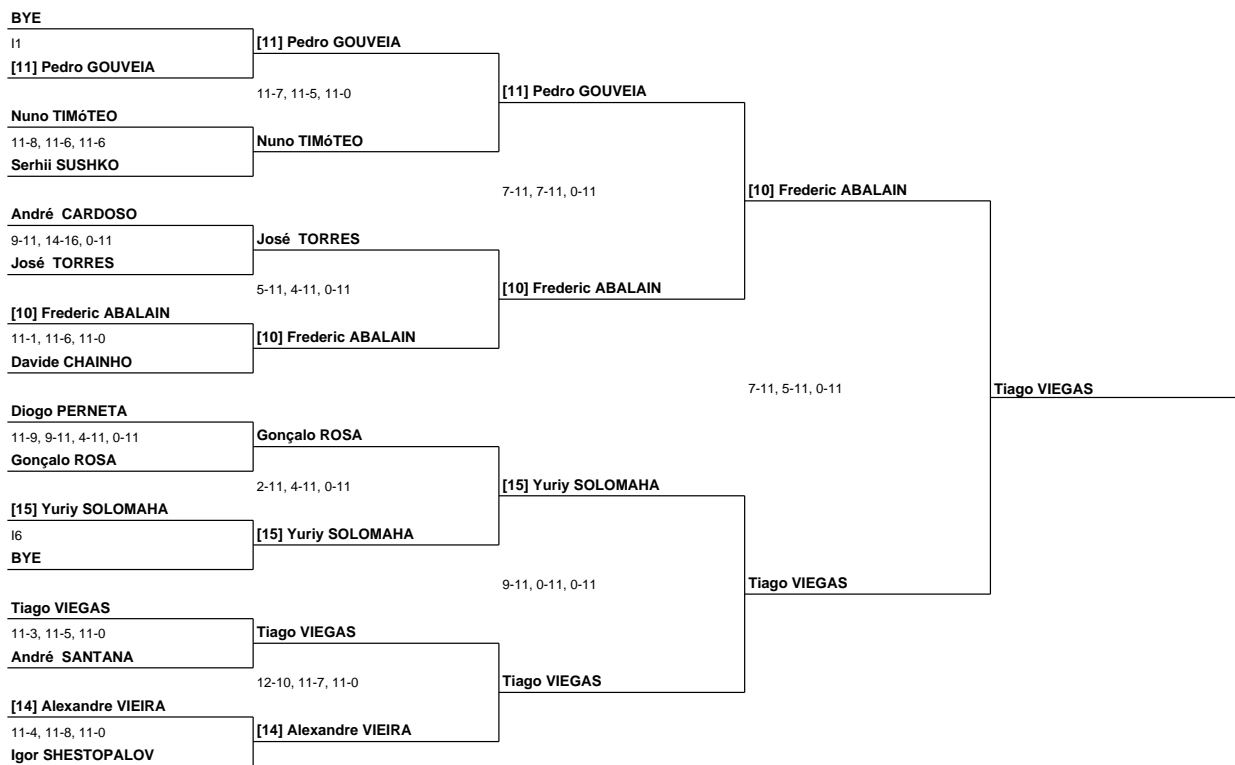 BYE
I1
[11] Pedro GOUVEIA
[11] Pedro GOUVEIA
11-7, 11-5, 11-0
[11] Pedro GOUVEIA
Nuno TIMóTEO
11-8, 11-6, 11-6
Nuno TIMóTEO
Serhii SUSHKO
7-11, 7-11, 0-11
[10] Frederic ABALAIN
André  CARDOSO
9-11, 14-16, 0-11
José  TORRES
José  TORRES
5-11, 4-11, 0-11
[10] Frederic ABALAIN
[10] Frederic ABALAIN
11-1, 11-6, 11-0
[10] Frederic ABALAIN
Davide CHAINHO
7-11, 5-11, 0-11
Tiago VIEGAS
Diogo PERNETA
11-9, 9-11, 4-11, 0-11
Gonçalo ROSA
Gonçalo ROSA
2-11, 4-11, 0-11
[15] Yuriy SOLOMAHA
[15] Yuriy SOLOMAHA
I6
[15] Yuriy SOLOMAHA
BYE
9-11, 0-11, 0-11
Tiago VIEGAS
Tiago VIEGAS
11-3, 11-5, 11-0
Tiago VIEGAS
André  SANTANA
12-10, 11-7, 11-0
Tiago VIEGAS
[14] Alexandre VIEIRA
11-4, 11-8, 11-0
[14] Alexandre VIEIRA
Igor SHESTOPALOV